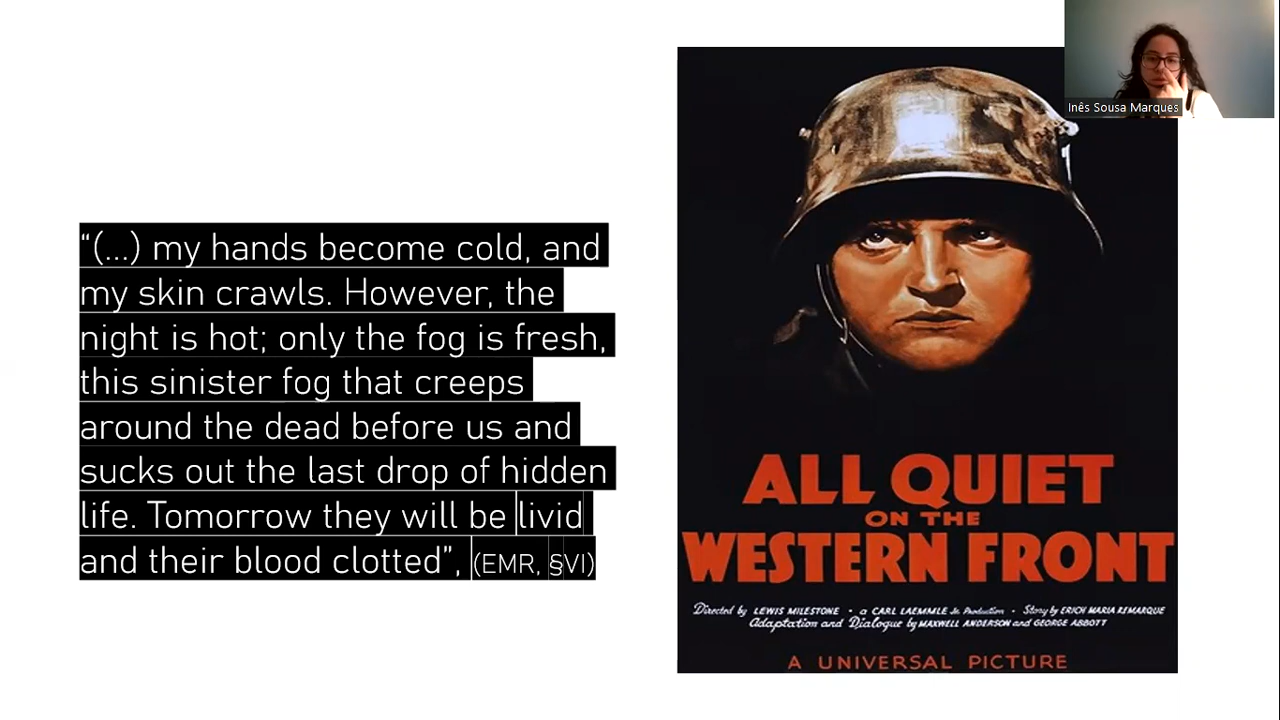 Inês Sousa Marques
“(...) my hands become cold, and
my skin crawls. However, the
night is hot; only the fog is fresh,
this sinister fog that creeps
around the dead before us and
sucks out the last drop of hidden
life. Tomorrow they will be livid
and their blood clotted”, (EMR, §VI)
ALL QUIET
ON THE
WESTERN FRONT
Directed by LEWIS MILESTONE • a CARL LAEMMLE Jr. Production • Story by ERICH MARIA REMARQUE
Adaptation and Dialogue by MAXWELL ANDERSON and GEORGE ABBOTT
A UNIVERSAL PICTURE